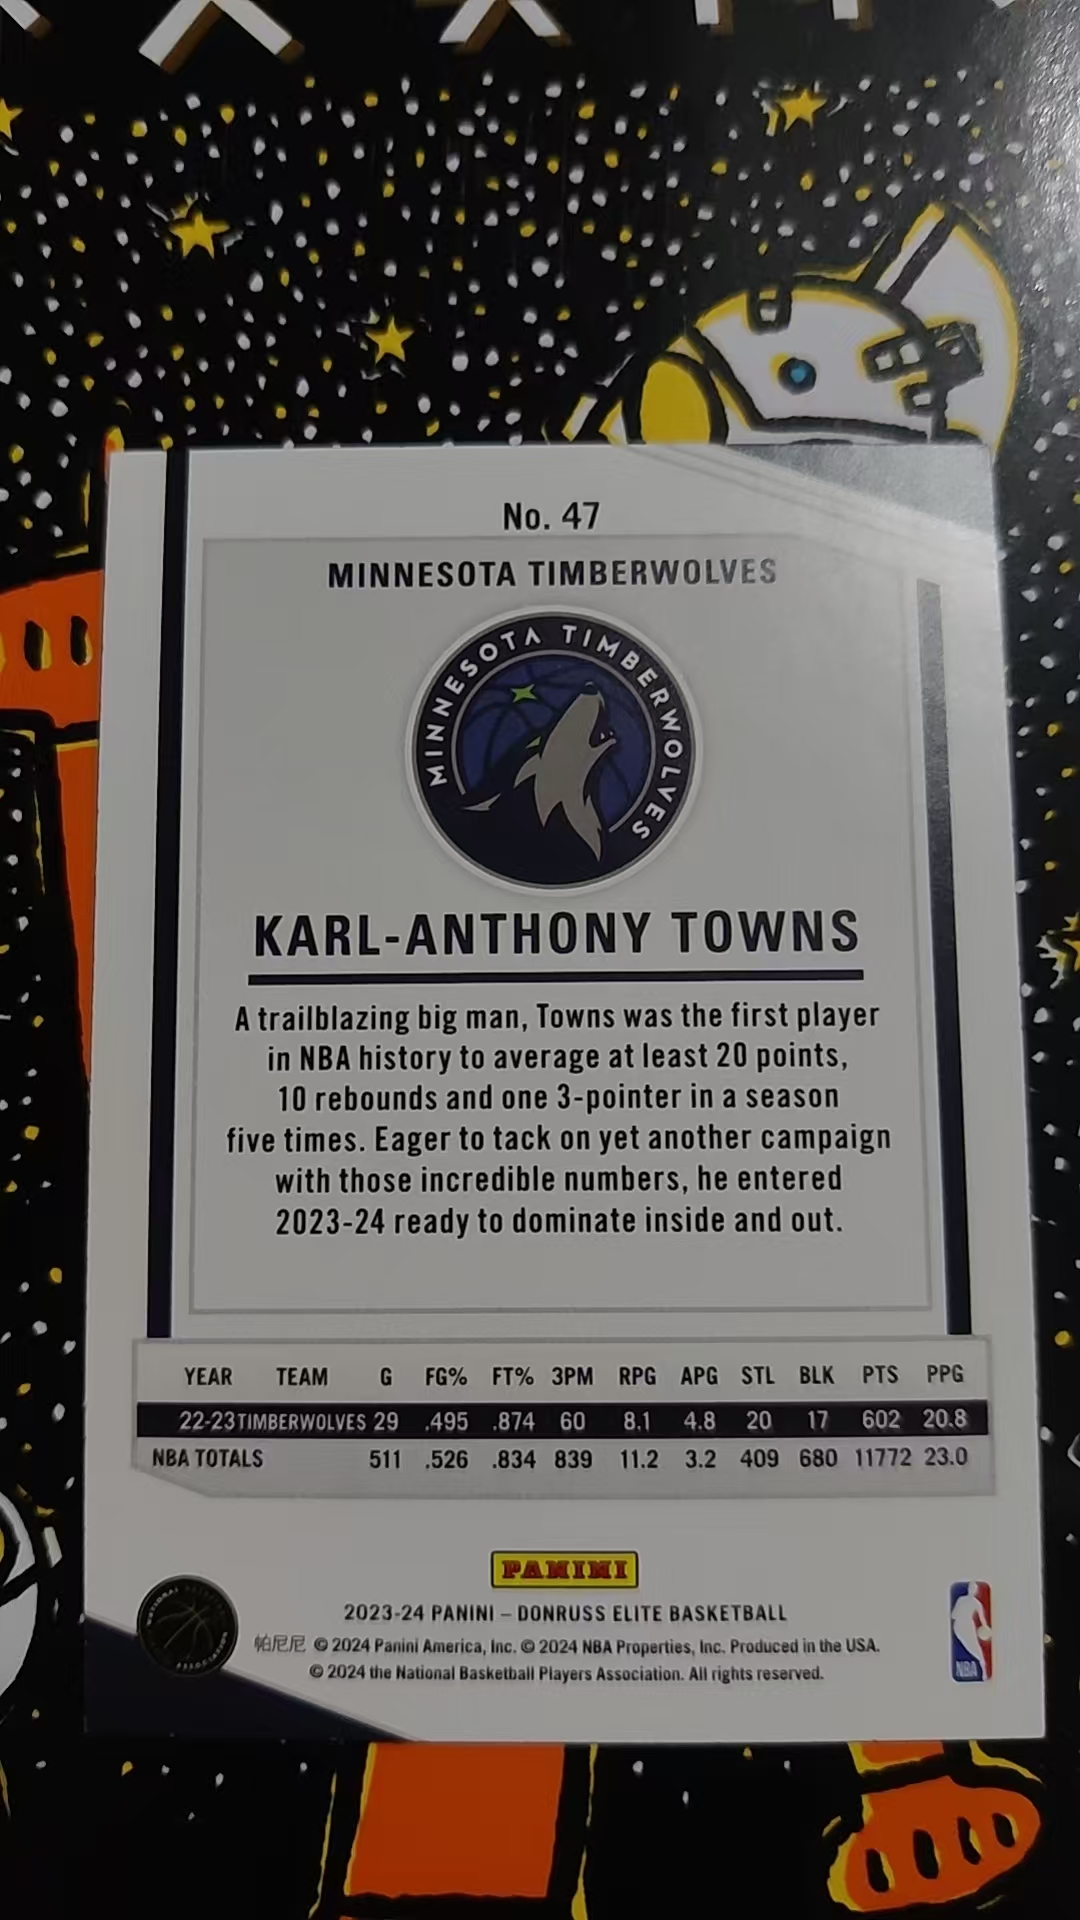 No. 47
MINNESOTA TIMBERWOLVES
MINNESOTA TIMBERWOLVES
KARL-ANTHONY TOWNS
A trailblazing big man, Towns was the first player
in NBA history to average at least 20 points,
10 rebounds and one 3-pointer in a season
five times. Eager to tack on yet another campaign
with those incredible numbers, he entered
2023-24 ready to dominate inside and out.
YEAR TEAM G FG% FT% 3PM RPG APG STL BLK PTS PPG
22-23 TIMBERWOLVES 29 .495 .874 60 8.1 4.8 20 17 602 20.8
NBA TOTALS 511 .526 .834 839 11.2 3.2 409 680 11772 23.0
PANINI
2023-24 PANINI – DONRUSS ELITE BASKETBALL
帕尼尼 © 2024 Panini America, Inc. © 2024 NBA Properties, Inc. Produced in the USA.
© 2024 the National Basketball Players Association. All rights reserved.
NBA